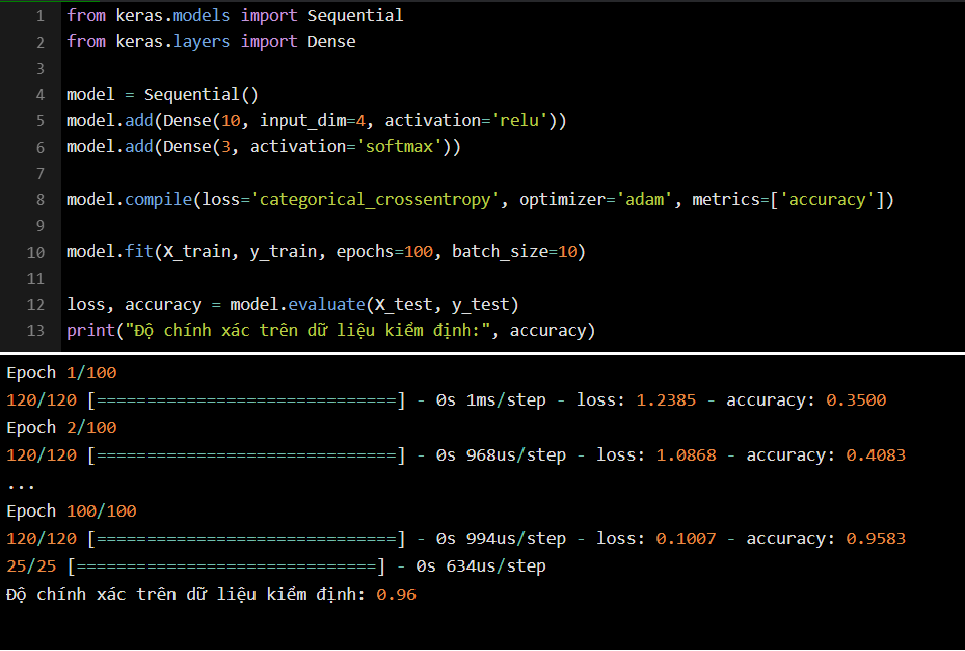 1 from keras.models import Sequential
2 from keras.layers import Dense
3
4 model = Sequential()
5 model.add(Dense(10, input_dim=4, activation='relu'))
6 model.add(Dense(3, activation='softmax'))
7
8 model.compile(loss='categorical_crossentropy', optimizer='adam', metrics=['accuracy'])
9
10 model.fit(X_train, y_train, epochs=100, batch_size=10)
11
12 loss, accuracy = model.evaluate(X_test, y_test)
13 print("Độ chính xác trên dữ liệu kiểm định:", accuracy)
Epoch 1/100
120/120 [==============================] - 0s 1ms/step - loss: 1.2385 - accuracy: 0.3500
Epoch 2/100
120/120 [==============================] - 0s 968us/step - loss: 1.0868 - accuracy: 0.4083
...
Epoch 100/100
120/120 [==============================] - 0s 994us/step - loss: 0.1007 - accuracy: 0.9583
25/25 [==============================] - 0s 634us/step
Độ chính xác trên dữ liệu kiểm định: 0.96